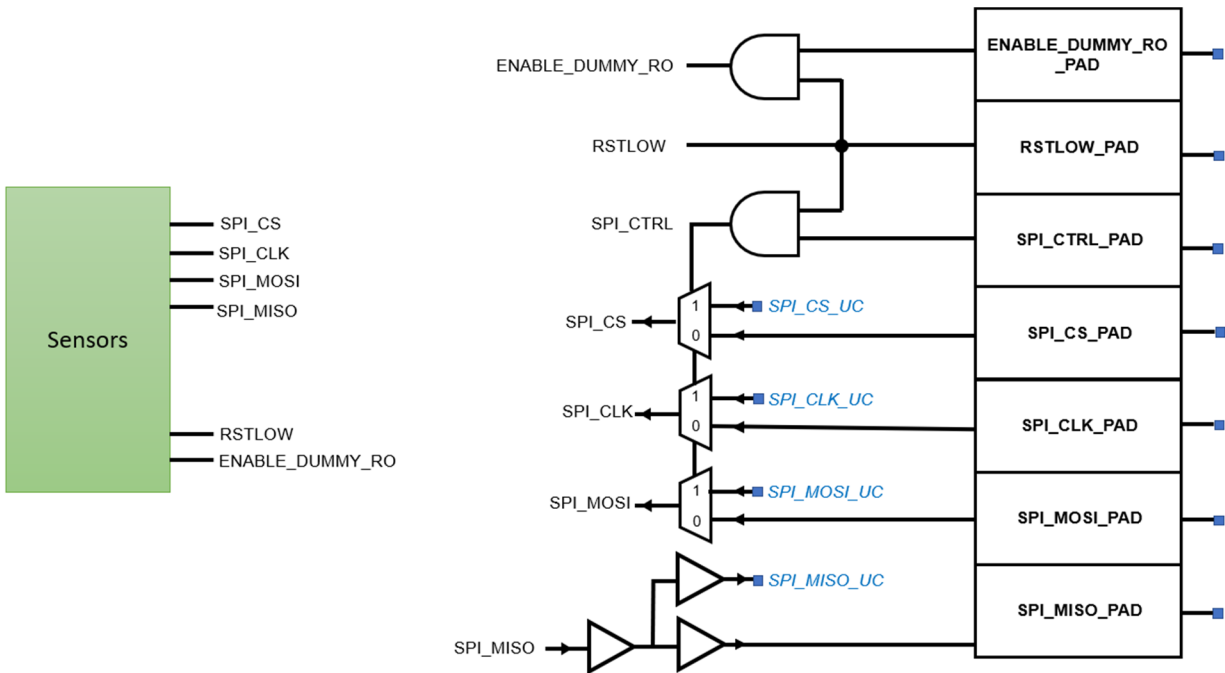 Sensors
SPI_CS
SPI_CLK
SPI_MOSI
SPI_MISO
RSTLOW
ENABLE_DUMMY_RO
ENABLE_DUMMY_RO
RSTLOW
SPI_CTRL
SPI_CS
1
0
SPI_CS_UC
SPI_CLK
1
0
SPI_CLK_UC
SPI_MOSI
1
0
SPI_MOSI_UC
SPI_MISO_UC
SPI_MISO
ENABLE_DUMMY_RO
_PAD
RSTLOW_PAD
SPI_CTRL_PAD
SPI_CS_PAD
SPI_CLK_PAD
SPI_MOSI_PAD
SPI_MISO_PAD